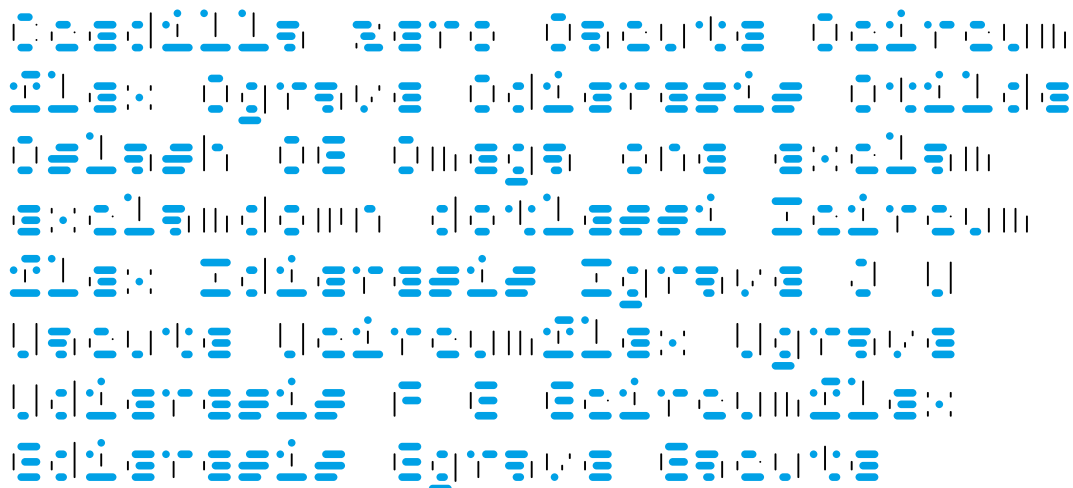 Ccedilla zero Oacute Ocircum
flex Ograve Odieresis Otilde
Oslash OE Omega one exclam
exclamdown dotlessi Icircum
flex Idieresis Igrave J U
Uacute Ucircumflex Ugrave
Udieresis F E Ecircumflex
Edieresis Egrave Eacute